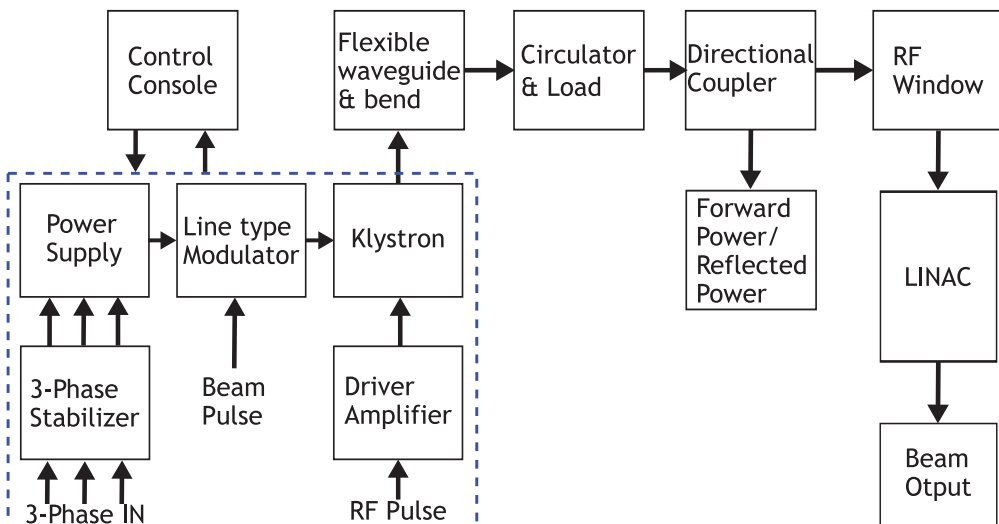 Control
Console
Flexible
waveguide
& bend
Circulator
& Load
Directional
Coupler
RF
Window
Power
Supply
Line type
Modulator
Klystron
Forward
Power/
Reflected
Power
LINAC
3-Phase
Stabilizer
Beam
Pulse
Driver
Amplifier
Beam
Otput
3-Phase IN
RF Pulse